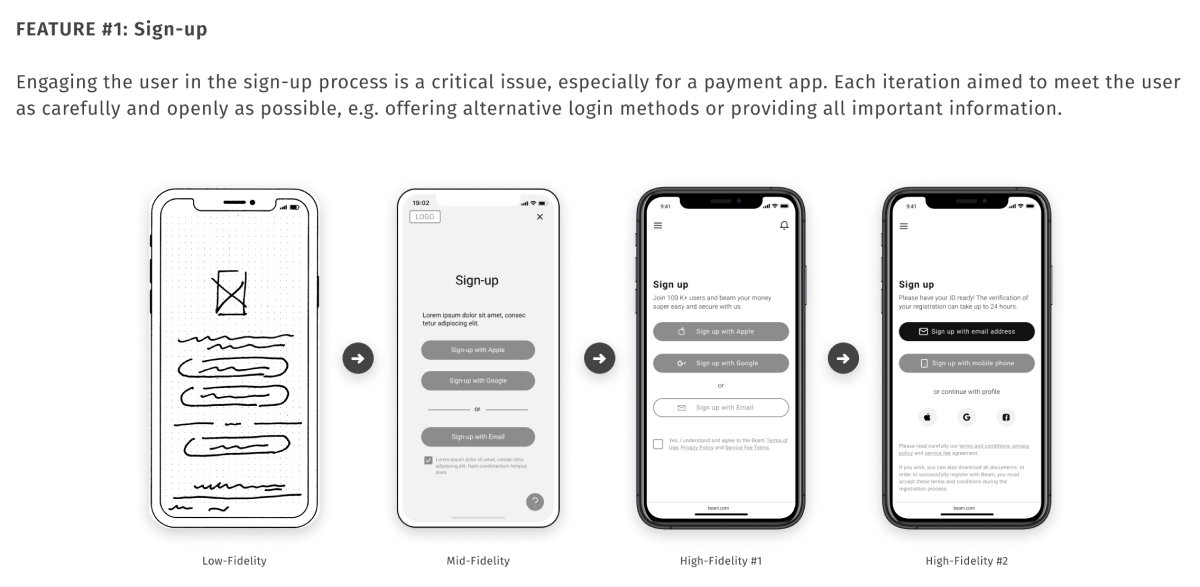 FEATURE #1: Sign-up
Engaging the user in the sign-up process is a critical issue, especially for a payment app. Each iteration aimed to meet the user
as carefully and openly as possible, e.g. offering alternative login methods or providing all important information.
19:02
LOGO
Sign-up
Lorem ipsum dolor sit amet, consec
tetur adipiscing elit.
Sign-up with Apple
Sign-up with Google
or
Sign-up with Email
Lorem ipsum dolor sit amet, consec tetur
adipiscing elit. Nam condimentum tempus
diam.
?
9:41
Sign up
Join 100 K+ users and beam your money
super easy and secure with us.
Sign up with Apple
G+ Sign up with Google
or
Sign up with Email
Yes, I understand and agree to the Beam Terms of
Use, Privacy Policy and Service Fee Terms.
beam.com
9:41
Sign up
Please have your ID ready! The verification of
your registration can take up to 24 hours.
Sign up with email address
Sign up with mobile phone
or continue with profile
G
Please read carefully our terms and conditions, privacy
policy and service fee agreement.
If you wish, you can also download all documents. In
order to successfully register with Beam, you must
accept these terms and conditions during the
registration process.
beam.com
Low-Fidelity
Mid-Fidelity
High-Fidelity #1
High-Fidelity #2